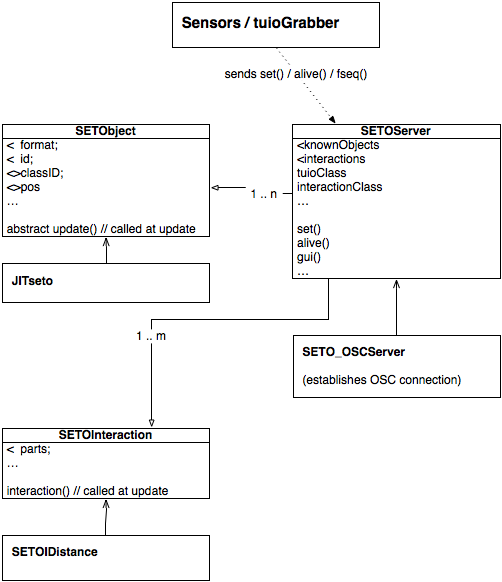 Sensors / tuioGrabber
sends set() / alive() / fseq()
SETObject
< format;
< id;
<>classID;
<>pos
...
abstract update() // called at update
SETOServer
<knownObjects
<interactions
tuioClass
interactionClass
...
set()
alive()
gui()
...
1 .. n
JITseto
1 .. m
SETO_OSCServer
(establishes OSC connection)
SETOInteraction
< parts;
...
interaction() // called at update
SETOIDistance